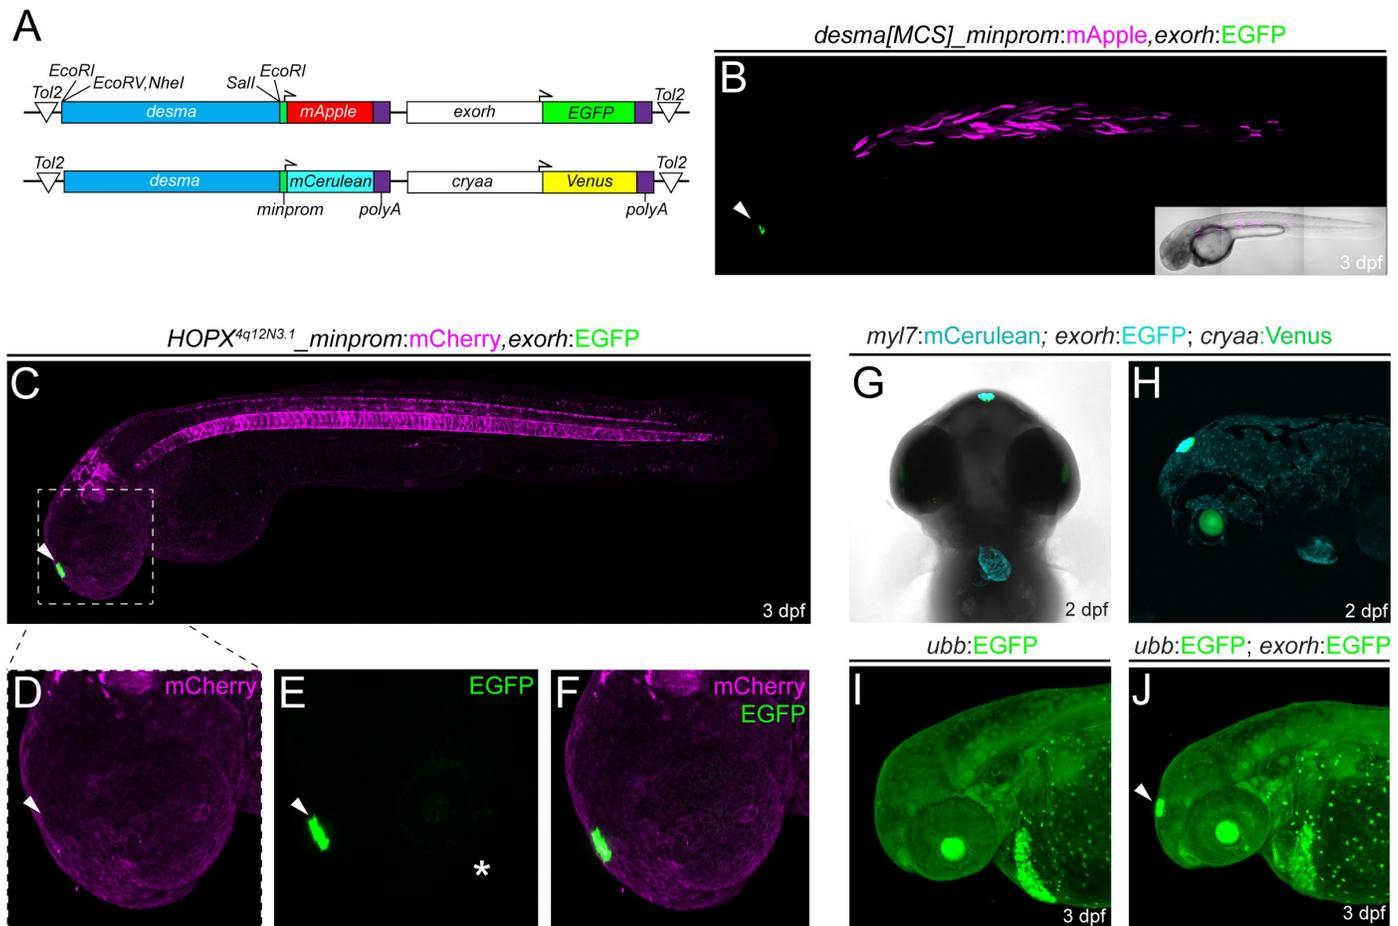 A
EcoRI
EcoRV,NheI
SalI
EcoRI
Tol2
desma
mApple
exorh
EGFP
Tol2
Tol2
desma
mCerulean
cryaa
Venus
Tol2
minprom
polyA
polyA
desma[MCS]_minprom:mApple,exorh:EGFP
B
3 dpf
HOPX4q12N3.1_minprom:mCherry,exorh:EGFP
C
3 dpf
D
mCherry
E
EGFP
*
F
mCherry
EGFP
myl7:mCerulean; exorh:EGFP; cryaa:Venus
G
2 dpf
H
2 dpf
ubb:EGFP
I
3 dpf
ubb:EGFP; exorh:EGFP
J
3 dpf